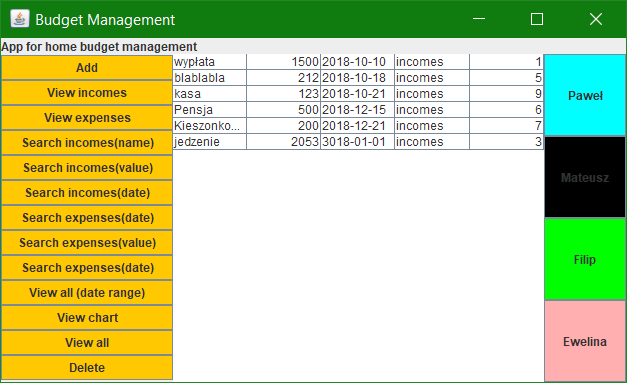 Budget Management
App for home budget management
Add
View incomes
View expenses
Search incomes(name)
Search incomes(value)
Search incomes(date)
Search expenses(date)
Search expenses(value)
Search expenses(date)
View all (date range)
View chart
View all
Delete
wypłata 1500 2018-10-10 incomes 1
blablabla 212 2018-10-18 incomes 5
kasa 123 2018-10-21 incomes 9
Pensja 500 2018-12-15 incomes 6
Kieszonko... 200 2018-12-21 incomes 7
jedzenie 2053 3018-01-01 incomes 3
Paweł
Mateusz
Filip
Ewelina